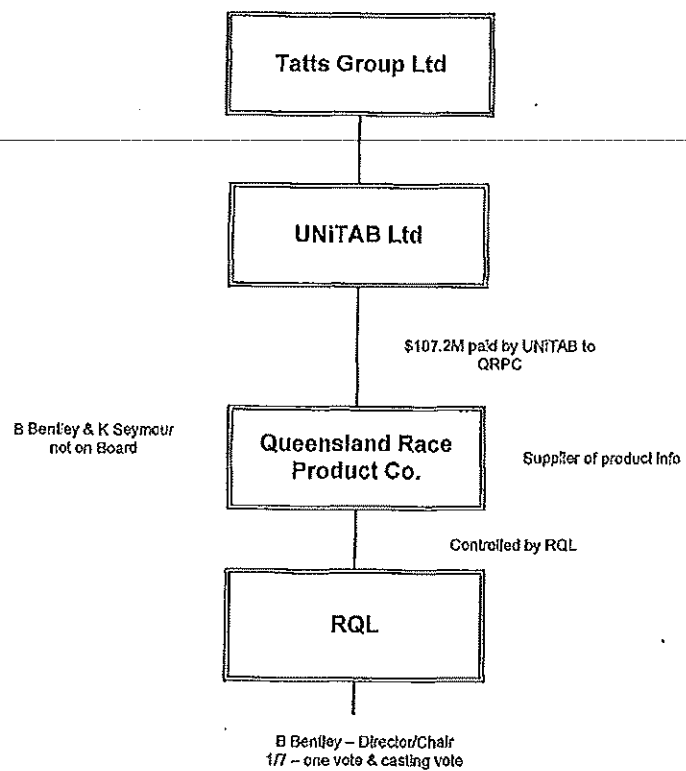 Tatts Group Ltd
UNiTAB Ltd
$107.2M paid by UNiTAB to
QRPC
B Bentley & K Seymour
not on Board
Queensland Race
Product Co.
Supplier of product info
Controlled by RQL
RQL
B Bentley – Director/Chair
1/7 – one vote & casting vote